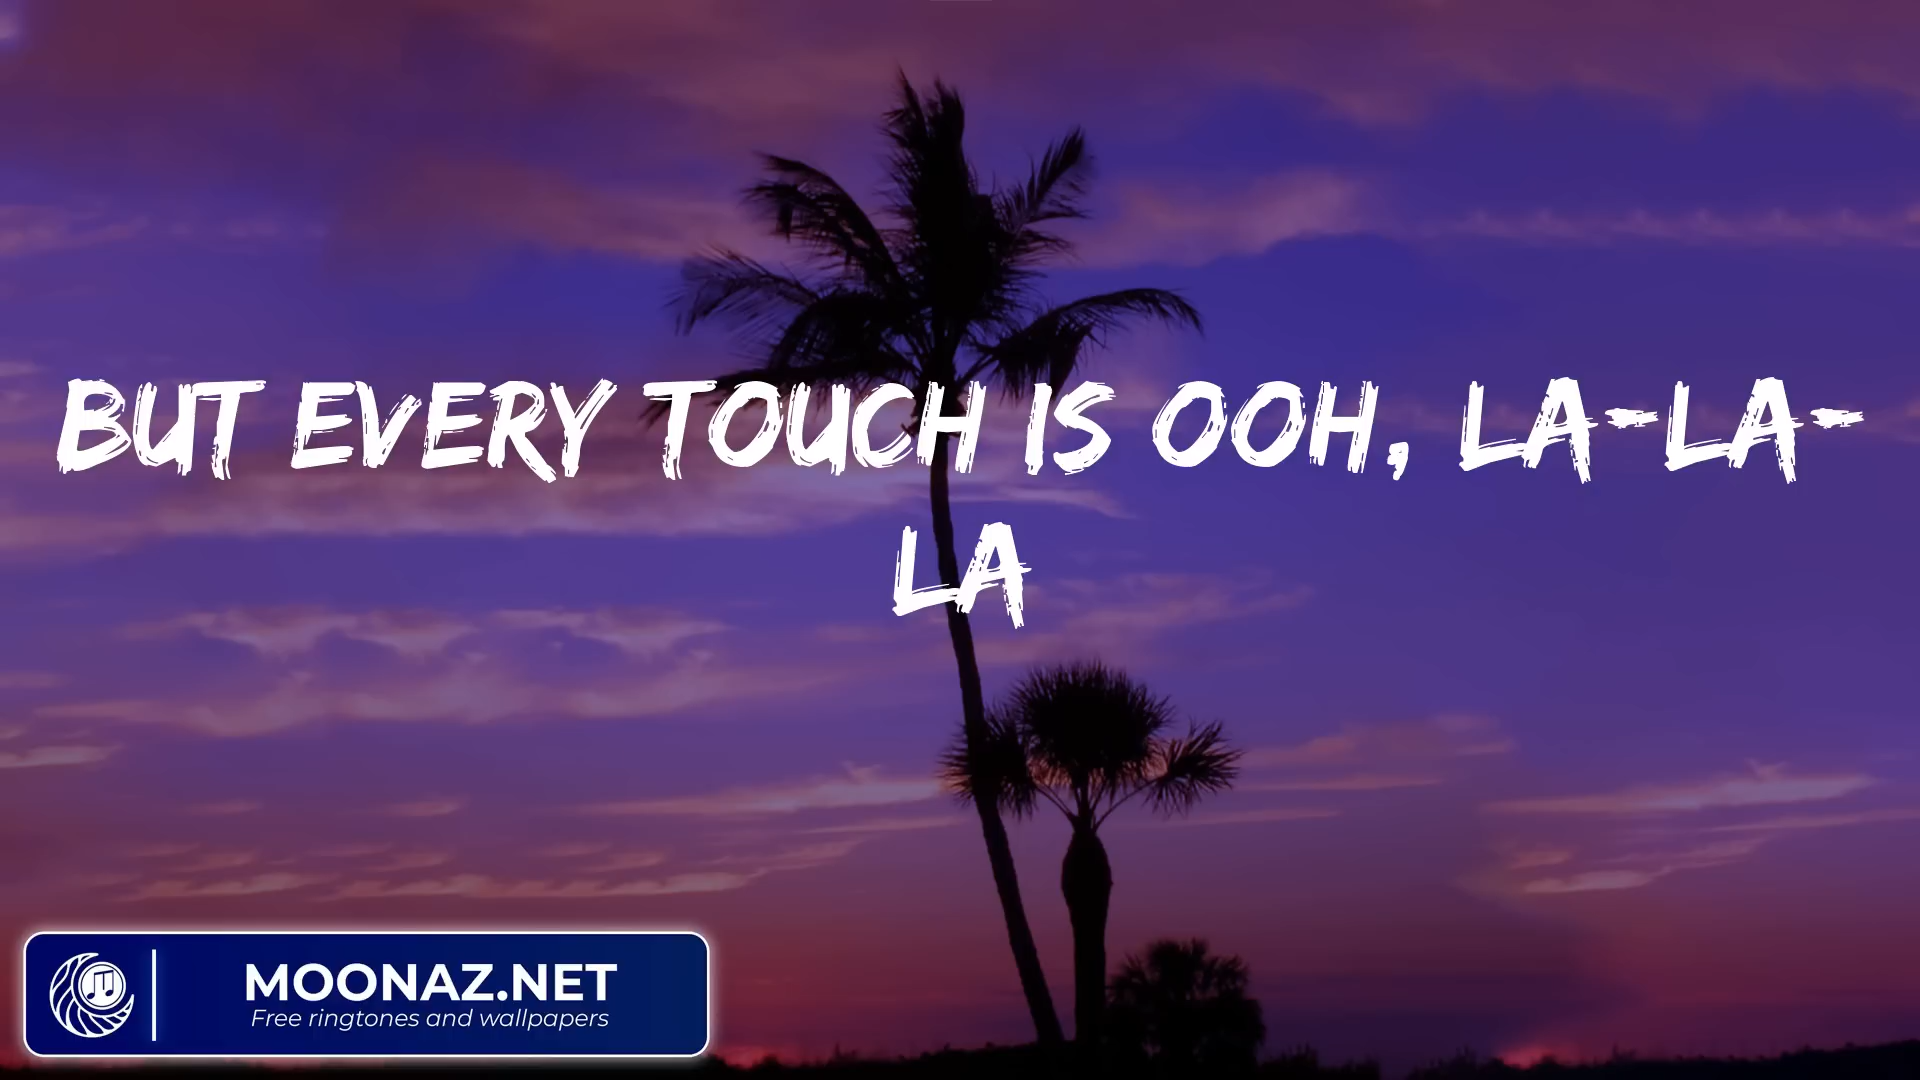 BUT EVERY TOUCH IS OOH, LA-LA-
LA
MOONAZ.NET
Free ringtones and wallpapers